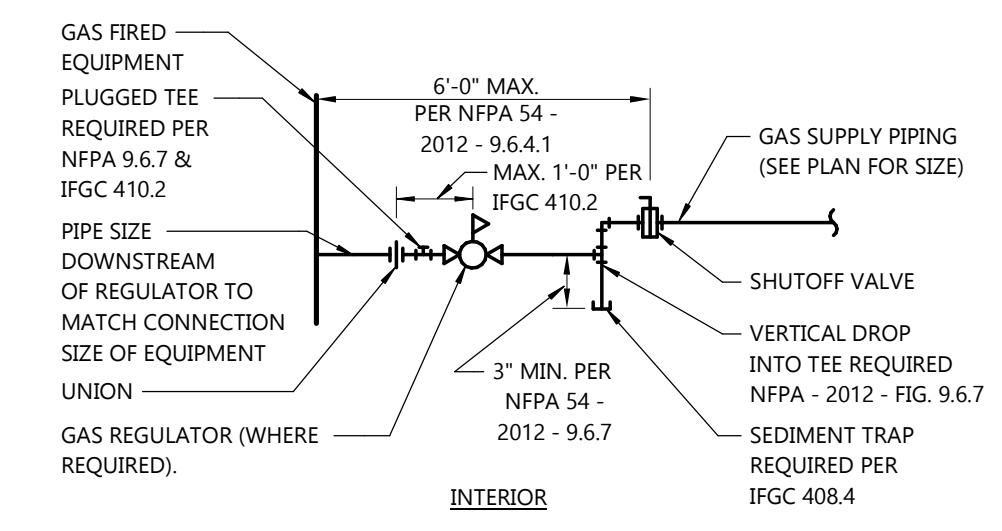 GAS FIRED
EQUIPMENT
PLUGGED TEE
REQUIRED PER
NFPA 9.6.7 &
IFGC 410.2
PIPE SIZE
DOWNSTREAM
OF REGULATOR TO
MATCH CONNECTION
SIZE OF EQUIPMENT
UNION
GAS REGULATOR (WHERE
REQUIRED).
6'-0" MAX.
PER NFPA 54 -
2012 - 9.6.4.1
MAX. 1'-0" PER
IFGC 410.2
3" MIN. PER
NFPA 54 -
2012 - 9.6.7
GAS SUPPLY PIPING
(SEE PLAN FOR SIZE)
SHUTOFF VALVE
VERTICAL DROP
INTO TEE REQUIRED
NFPA - 2012 - FIG. 9.6.7
SEDIMENT TRAP
REQUIRED PER
IFGC 408.4
INTERIOR